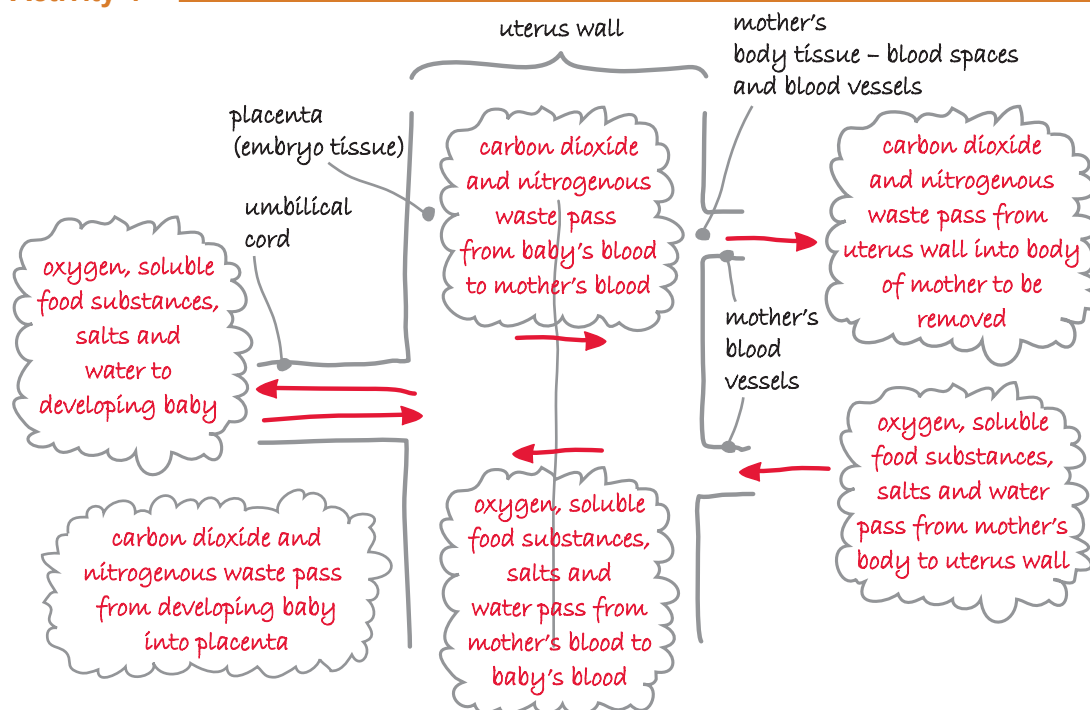 uterus wall
mother's
body tissue – blood spaces
and blood vessels
placenta
(embryo tissue)
umbilical
cord
carbon dioxide
and nitrogenous
waste pass
from baby's blood
to mother's blood
carbon dioxide
and nitrogenous
waste pass from
uterus wall into body
of mother to be
removed
oxygen, soluble
food substances,
salts and
water to
developing baby
mother's
blood
vessels
oxygen, soluble
food substances,
salts and water
pass from mother's
body to uterus wall
carbon dioxide and
nitrogenous waste pass
from developing baby
into placenta
oxygen, soluble
food substances,
salts and
water pass from
mother's blood to
baby's blood